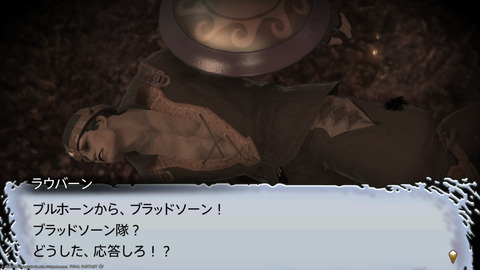 ラウバーン
ブルホーンから、ブラッドソーン！
ブラッドソーン隊？
どうした、応答しろ！？